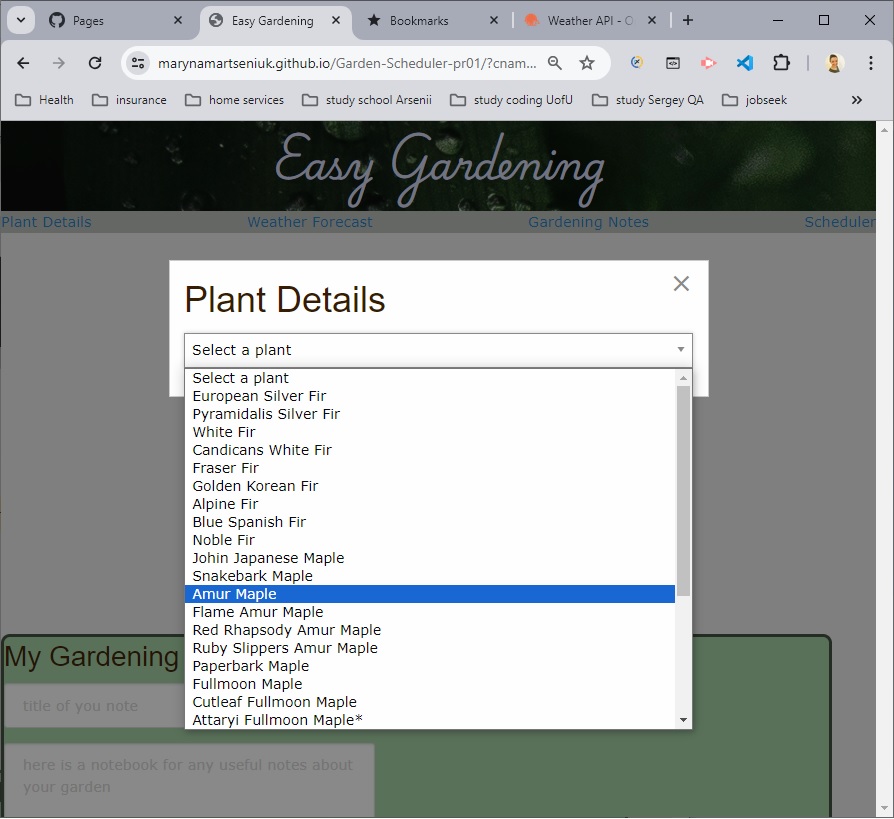 Pages
Easy Gardening
Bookmarks
Weather API - O
marynamartseniuk.github.io/Garden-Scheduler-pr01/?cnam...
Health
insurance
home services
study school Arsenii
study coding UofU
study Sergey QA
jobseek
Easy Gardening
Plant Details
Weather Forecast
Gardening Notes
Scheduler
Plant Details
Select a plant
Select a plant
European Silver Fir
Pyramidalis Silver Fir
White Fir
Candicans White Fir
Fraser Fir
Golden Korean Fir
Alpine Fir
Blue Spanish Fir
Noble Fir
Johin Japanese Maple
Snakebark Maple
Amur Maple
Flame Amur Maple
Red Rhapsody Amur Maple
Ruby Slippers Amur Maple
Paperbark Maple
Fullmoon Maple
Cutleaf Fullmoon Maple
Attaryi Fullmoon Maple*
My Gardening
title of you note
here is a notebook for any useful notes about
your garden